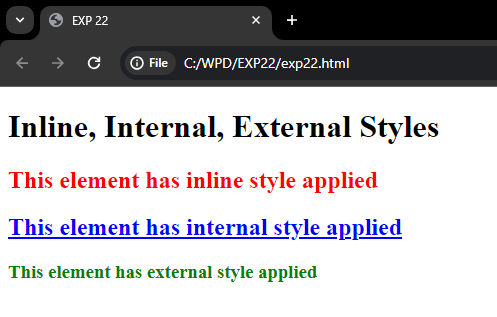 EXP 22
File C:/WPD/EXP22/exp22.html
Inline, Internal, External Styles
This element has inline style applied
This element has internal style applied
This element has external style applied